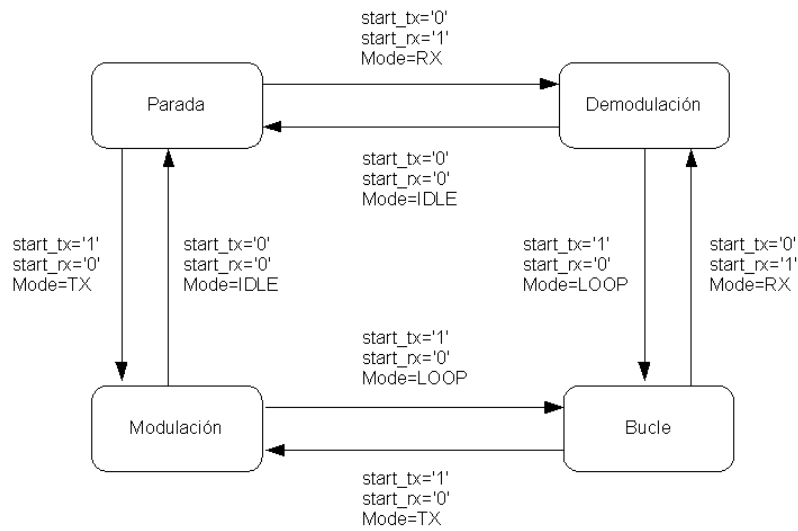 start_tx='0'
start_rx='1'
Mode=RX
Parada
Demodulación
start_tx='0'
start_rx='0'
Mode=IDLE
start_tx='1'
start_rx='0'
Mode=TX
start_tx='0'
start_rx='0'
Mode=IDLE
start_tx='1'
start_rx='0'
Mode=LOOP
start_tx='0'
start_rx='1'
Mode=RX
start_tx='1'
start_rx='0'
Mode=LOOP
Modulación
Bucle
start_tx='1'
start_rx='0'
Mode=TX